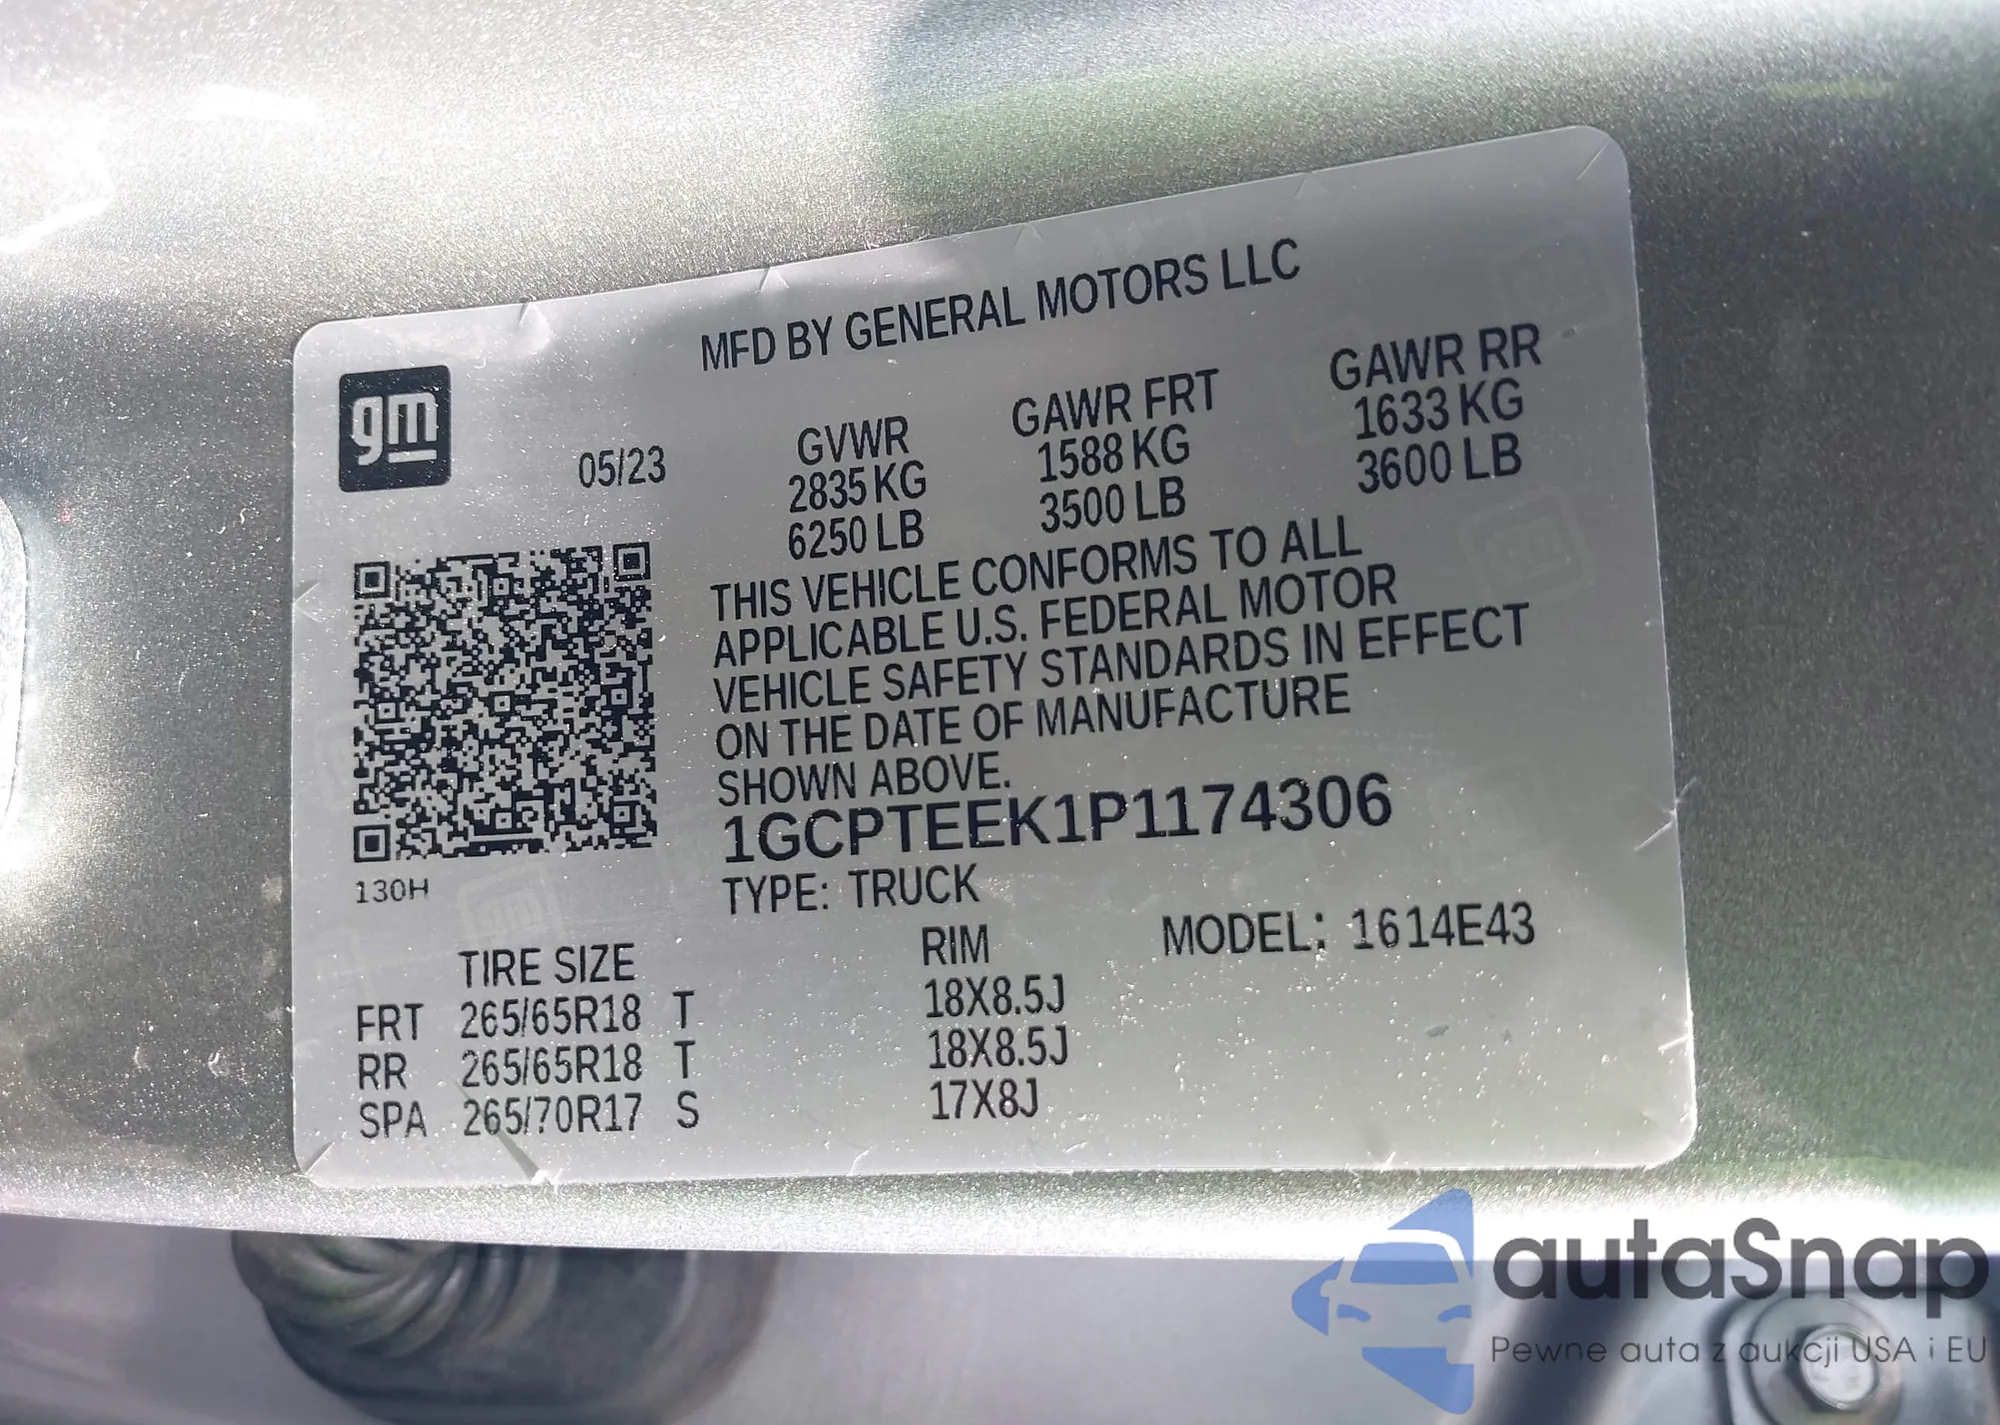 MFD BY GENERAL MOTORS LLC
gm
05/23
GVWR GAWR FRT GAWR RR
2835 KG 1588 KG 1633 KG
6250 LB 3500 LB 3600 LB
THIS VEHICLE CONFORMS TO ALL
APPLICABLE U.S. FEDERAL MOTOR
VEHICLE SAFETY STANDARDS IN EFFECT
ON THE DATE OF MANUFACTURE
SHOWN ABOVE.
1GCPTEEK1P1174306
130H
TYPE: TRUCK
TIRE SIZE RIM MODEL: 1614E43
FRT 265/65R18 T 18X8.5J
RR 265/65R18 T 18X8.5J
SPA 265/70R17 S 17X8J
autaSnap
Pewne auta z aukcji USA i EU